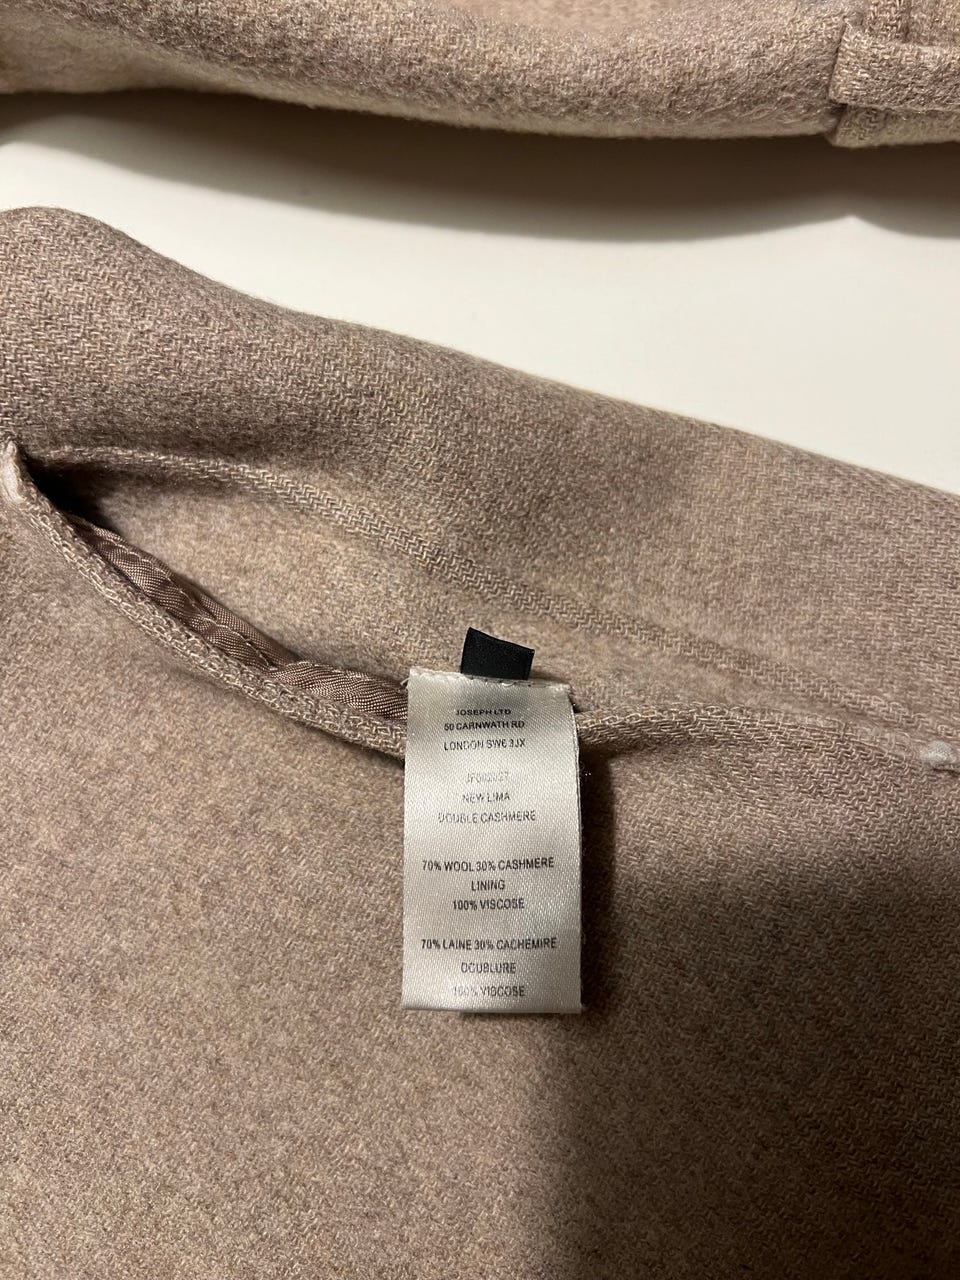 JOSEPH LTD
50 CARNWATH RD
LONDON SW6 3JX
NEW LIMA
DOUBLE CASHMERE
70% WOOL 30% CASHMERE
LINING
100% VISCOSE
70% LAINE 30% CACHEMIRE
DOUBLURE
100% VISCOSE